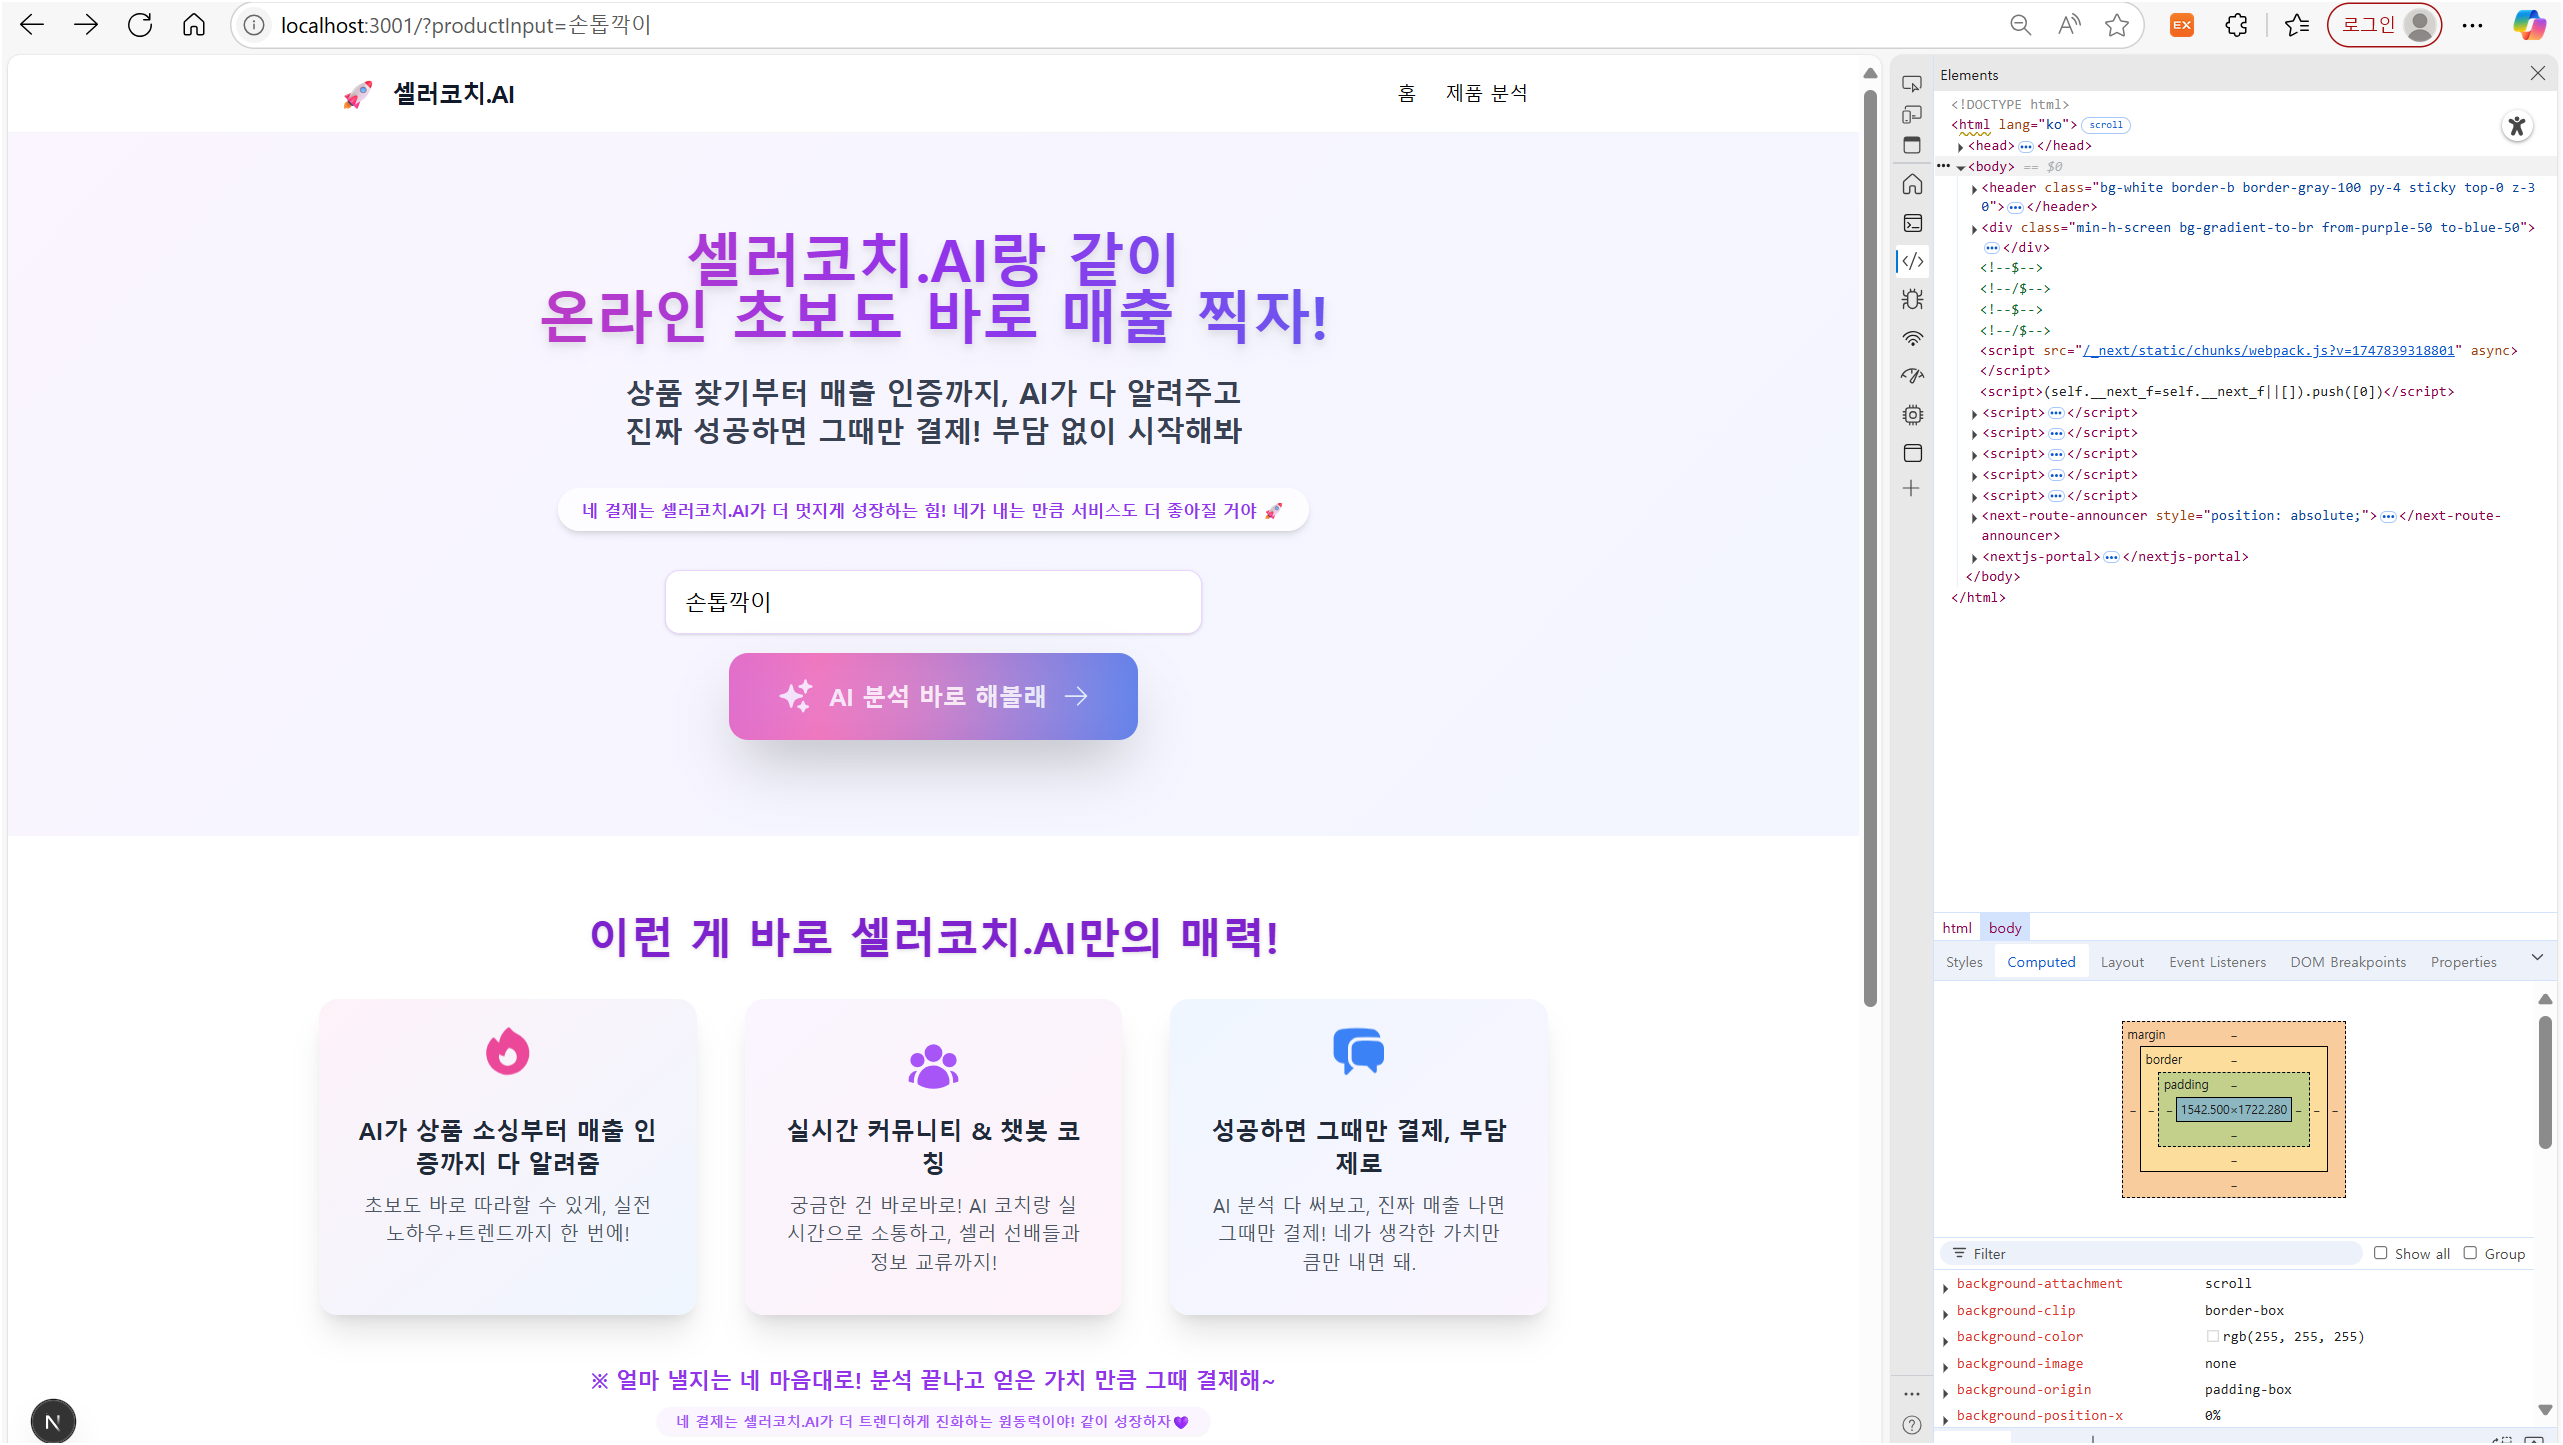 localhost:3001/?productInput=손톱깍이
EX
로그인
🚀 셀러코치.AI
홈
제품 분석
셀러코치.AI랑 같이
온라인 초보도 바로 매출 찍자!
상품 찾기부터 매출 인증까지, AI가 다 알려주고
진짜 성공하면 그때만 결제! 부담 없이 시작해봐
네 결제는 셀러코치.AI가 더 멋지게 성장하는 힘! 네가 내는 만큼 서비스도 더 좋아질 거야 🚀
손톱깍이
AI 분석 바로 해볼래 →
이런 게 바로 셀러코치.AI만의 매력!
AI가 상품 소싱부터 매출 인
증까지 다 알려줌
초보도 바로 따라할 수 있게, 실전
노하우+트렌드까지 한 번에!
실시간 커뮤니티 & 챗봇 코
칭
궁금한 건 바로바로! AI 코치랑 실
시간으로 소통하고, 셀러 선배들과
정보 교류까지!
성공하면 그때만 결제, 부담
제로
AI 분석 다 써보고, 진짜 매출 나면
그때만 결제! 네가 생각한 가치만
큼만 내면 돼.
※ 얼마 낼지는 네 마음대로! 분석 끝나고 얻은 가치 만큼 그때 결제해~
네 결제는 셀러코치.AI가 더 트렌디하게 진화하는 원동력이야! 같이 성장하자💜
N
Elements
<!DOCTYPE html>
<html lang="ko"> scroll
<head> ••• </head>
••• <body> == $0
<header class="bg-white border-b border-gray-100 py-4 sticky top-0 z-3
0"> ••• </header>
<div class="min-h-screen bg-gradient-to-br from-purple-50 to-blue-50">
••• </div>
<!--$-->
<!--/$-->
<!--$-->
<!--/$-->
<script src="/_next/static/chunks/webpack.js?v=1747839318801" async>
</script>
<script>(self.__next_f=self.__next_f||[]).push([0])</script>
<script> ••• </script>
<script> ••• </script>
<script> ••• </script>
<script> ••• </script>
<script> ••• </script>
<next-route-announcer style="position: absolute;"> ••• </next-route-
announcer>
<nextjs-portal> ••• </nextjs-portal>
</body>
</html>
html body
Styles Computed Layout Event Listeners DOM Breakpoints Properties
margin –
border –
padding –
– – – 1542.500×1722.280 – – –
–
–
–
Filter Show all Group
background-attachment scroll
background-clip border-box
background-color rgb(255, 255, 255)
background-image none
background-origin padding-box
background-position-x 0%